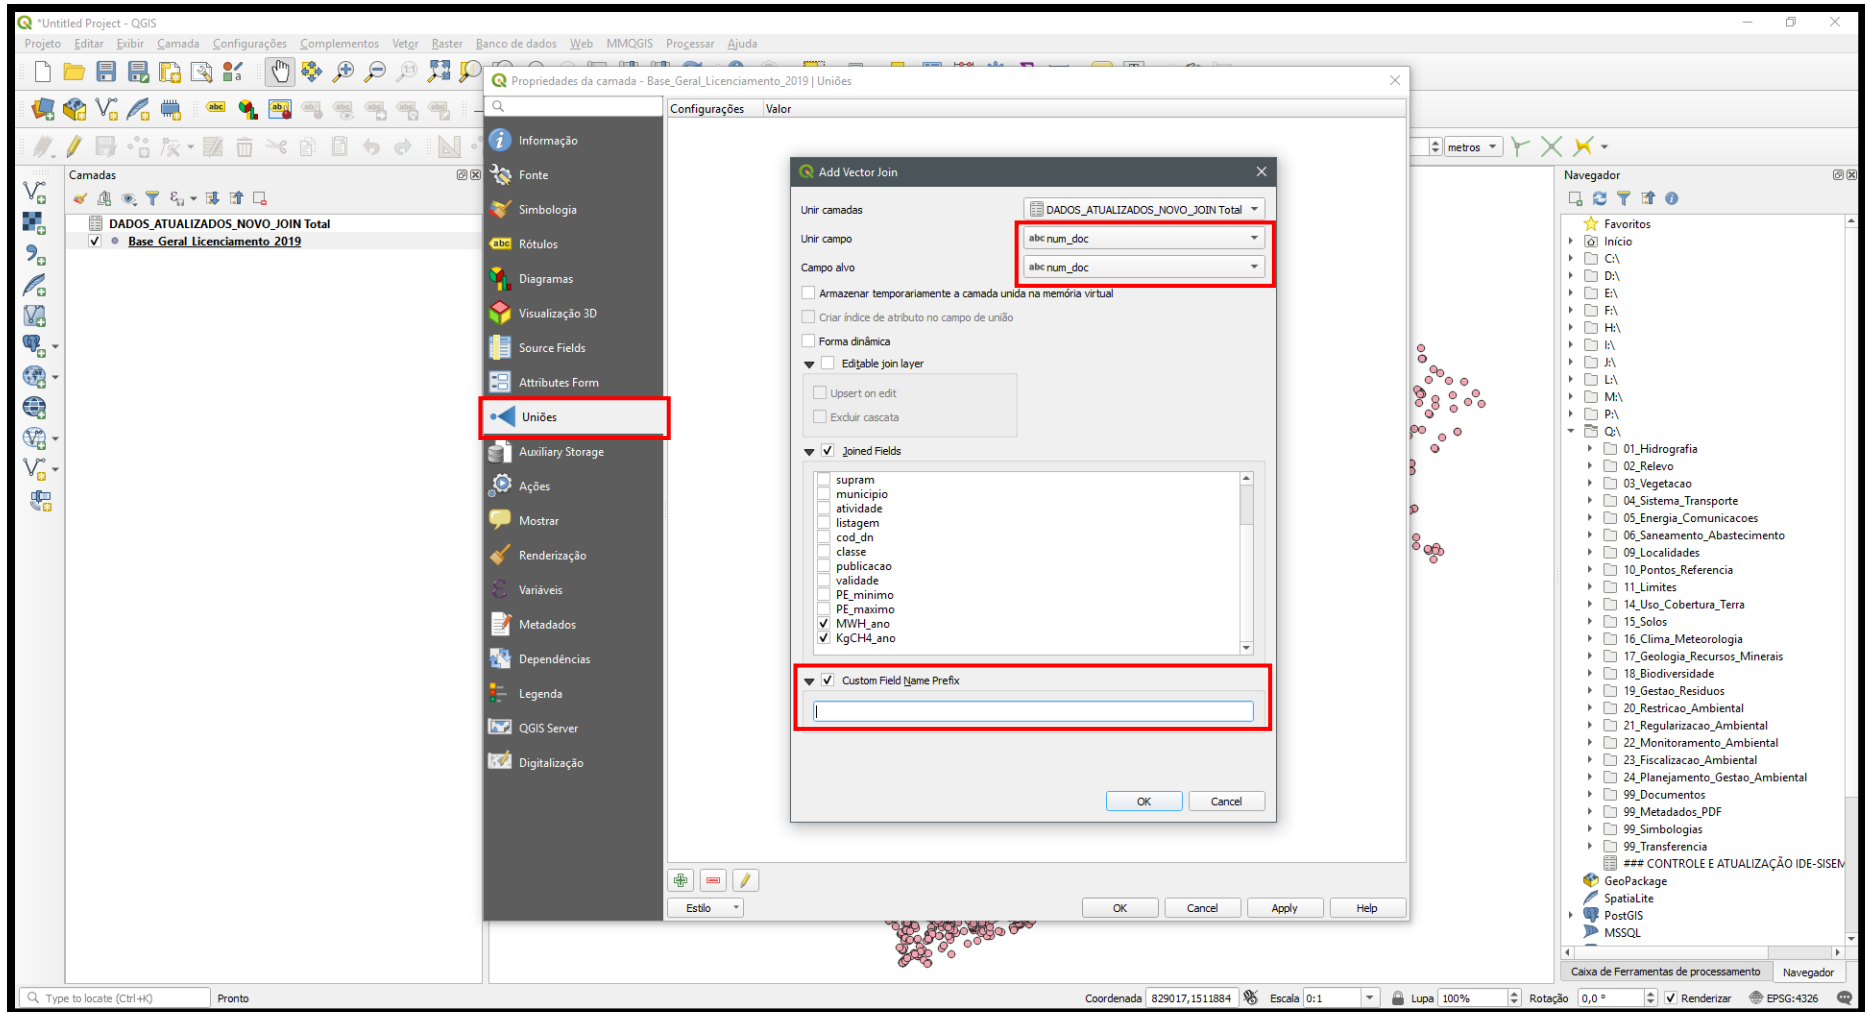 *Untitled Project - QGIS
Projeto Editar Exibir Camada Configurações Complementos Vetor Raster Banco de dados Web MMQGIS Processar Ajuda
metros
Camadas
DADOS_ATUALIZADOS_NOVO_JOIN Total
Base Geral Licenciamento 2019
Propriedades da camada - Base_Geral_Licenciamento_2019 | Uniões
Informação
Fonte
Simbologia
Rótulos
Diagramas
Visualização 3D
Source Fields
Attributes Form
Uniões
Auxiliary Storage
Ações
Mostrar
Renderização
Variáveis
Metadados
Dependências
Legenda
QGIS Server
Digitalização
Configurações Valor
Add Vector Join
Unir camadas DADOS_ATUALIZADOS_NOVO_JOIN Total
Unir campo abc num_doc
Campo alvo abc num_doc
Armazenar temporariamente a camada unida na memória virtual
Criar índice de atributo no campo de união
Forma dinâmica
Editable join layer
Upsert on edit
Excluir cascata
Joined Fields
supram
municipio
atividade
listagem
cod_dn
classe
publicacao
validade
PE_minimo
PE_maximo
MWH_ano
KgCH4_ano
Custom Field Name Prefix
OK Cancel
Estilo
OK Cancel Apply Help
Navegador
Favoritos
Início
C:\
D:\
E:\
F:\
H:\
I:\
J:\
L:\
M:\
P:\
Q:\
01_Hidrografia
02_Relevo
03_Vegetacao
04_Sistema_Transporte
05_Energia_Comunicacoes
06_Saneamento_Abastecimento
09_Localidades
10_Pontos_Referencia
11_Limites
14_Uso_Cobertura_Terra
15_Solos
16_Clima_Meteorologia
17_Geologia_Recursos_Minerais
18_Biodiversidade
19_Gestao_Residuos
20_Restricao_Ambiental
21_Regularizacao_Ambiental
22_Monitoramento_Ambiental
23_Fiscalizacao_Ambiental
24_Planejamento_Gestao_Ambiental
99_Documentos
99_Metadados_PDF
99_Simbologias
99_Transferencia
### CONTROLE E ATUALIZAÇÃO IDE-SISEM
GeoPackage
SpatiaLite
PostGIS
MSSQL
Caixa de Ferramentas de processamento Navegador
Type to locate (Ctrl+K) Pronto Coordenada 829017,1511884 Escala 0:1 Lupa 100% Rotação 0,0 ° Renderizar EPSG:4326